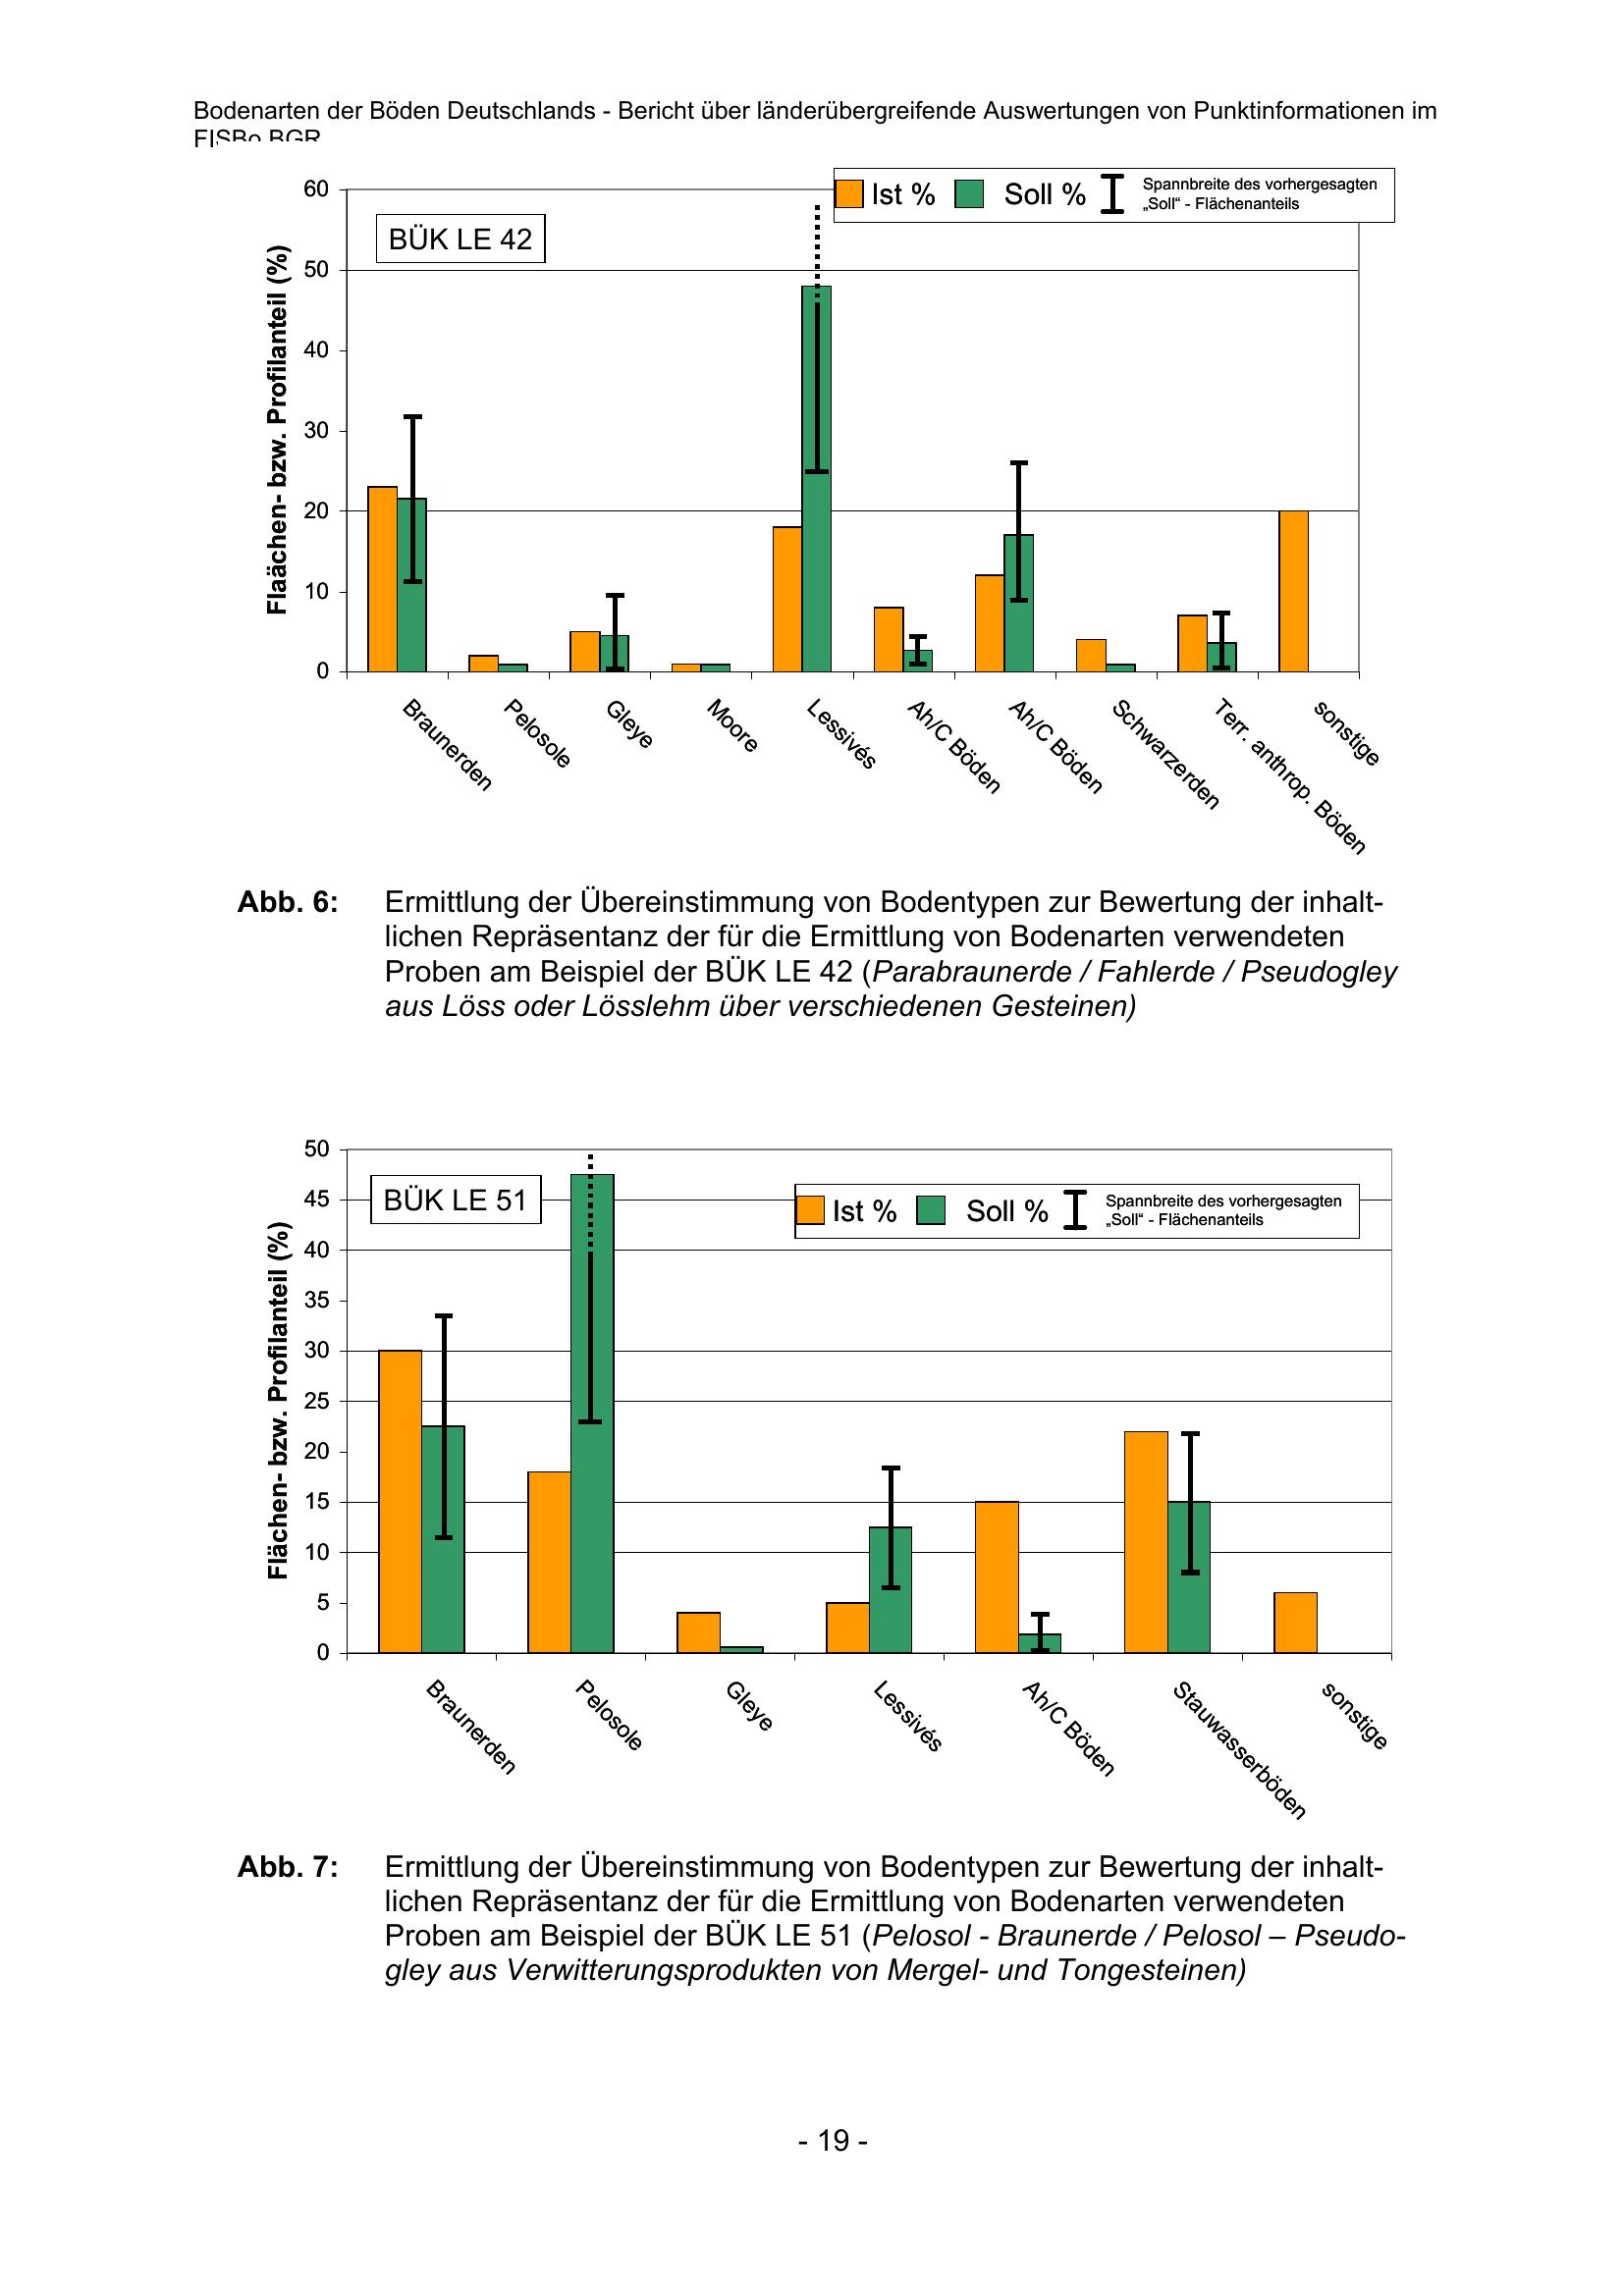 Bodenarten der Böden Deutschlands - Bericht über länderübergreifende Auswertungen von Punktinformationen im
FISBo BGR
Ist %
Soll %
Spannbreite des vorhergesagten
„Soll“ - Flächenanteils
BÜK LE 42
Flaächen- bzw. Profilanteil (%)
60
50
40
30
20
10
0
Braunerden
Pelosole
Gleye
Moore
Lessivés
Ah/C Böden
Ah/C Böden
Schwarzerden
Terr. anthrop. Böden
sonstige
Abb. 6: Ermittlung der Übereinstimmung von Bodentypen zur Bewertung der inhalt-
lichen Repräsentanz der für die Ermittlung von Bodenarten verwendeten
Proben am Beispiel der BÜK LE 42 (Parabraunerde / Fahlerde / Pseudogley
aus Löss oder Lösslehm über verschiedenen Gesteinen)
BÜK LE 51
Ist %
Soll %
Spannbreite des vorhergesagten
„Soll“ - Flächenanteils
Flächen- bzw. Profilanteil (%)
50
45
40
35
30
25
20
15
10
5
0
Braunerden
Pelosole
Gleye
Lessivés
Ah/C Böden
Stauwasserböden
sonstige
Abb. 7: Ermittlung der Übereinstimmung von Bodentypen zur Bewertung der inhalt-
lichen Repräsentanz der für die Ermittlung von Bodenarten verwendeten
Proben am Beispiel der BÜK LE 51 (Pelosol - Braunerde / Pelosol – Pseudo-
gley aus Verwitterungsprodukten von Mergel- und Tongesteinen)
- 19 -